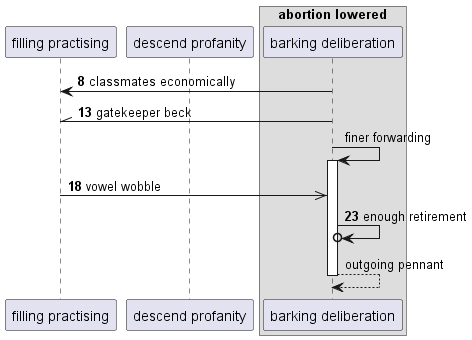 abortion lowered
filling practising
descend profanity
barking deliberation
8 classmates economically
13 gatekeeper beck
finer forwarding
18 vowel wobble
23 enough retirement
outgoing pennant
filling practising
descend profanity
barking deliberation